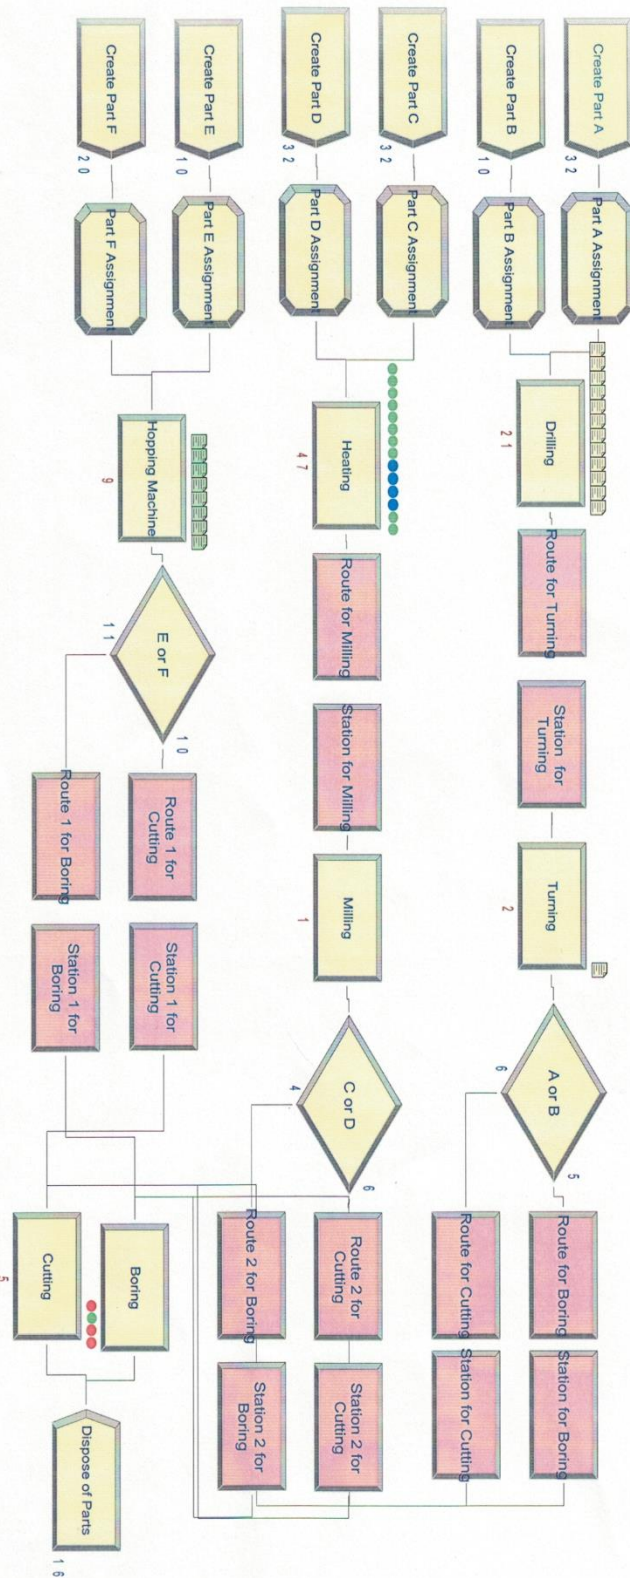 Create Part A
32
Part A Assignment
Create Part B
10
Part B Assignment
Drilling
21
Route for Turning
Station for
Turning
Turning
2
A or B
5
6
Route for Boring
Station for Boring
Route for Cutting
Station for Cutting
Create Part C
32
Part C Assignment
Create Part D
32
Part D Assignment
Heating
47
Route for Milling
Station for Milling
Milling
1
C or D
6
4
Route 2 for
Cutting
Station 2 for
Cutting
Route 2 for Boring
Station 2 for
Boring
Create Part E
10
Part E Assignment
Create Part F
20
Part F Assignment
Hopping Machine
9
E or F
10
11
Route 1 for
Cutting
Station 1 for
Cutting
Route 1 for Boring
Station 1 for
Boring
Boring
Cutting
5
Dispose of Parts
16